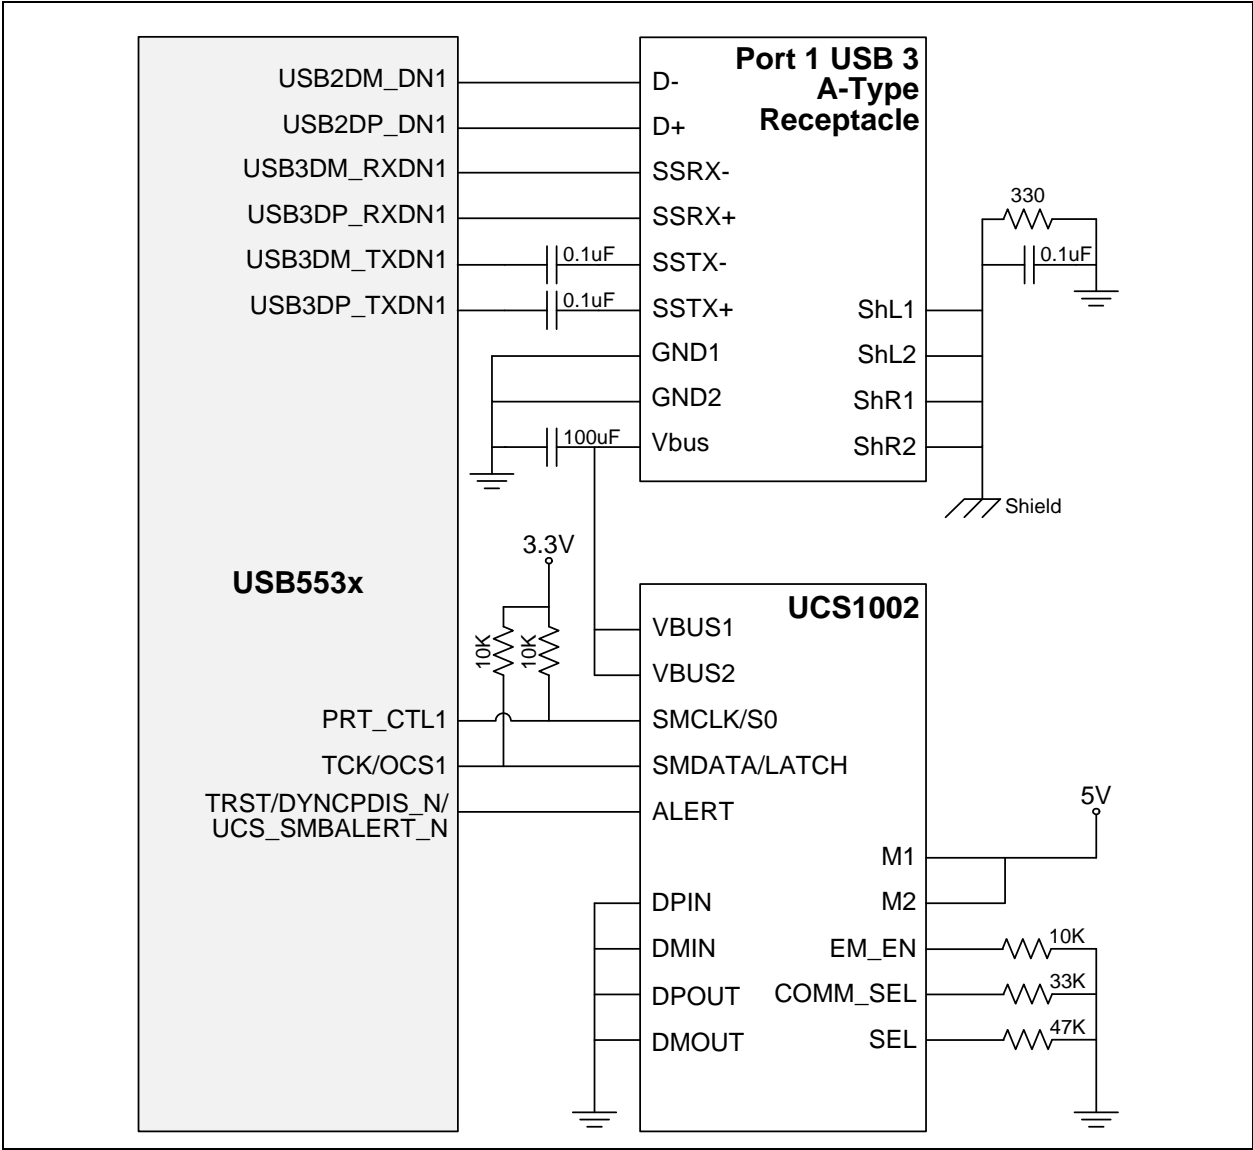 USB2DM_DN1
USB2DP_DN1
USB3DM_RXDN1
USB3DP_RXDN1
USB3DM_TXDN1
USB3DP_TXDN1
USB553x
PRT_CTL1
TCK/OCS1
TRST/DYNCPDIS_N/
UCS_SMBALERT_N
0.1uF
0.1uF
100uF
3.3V
10K
10K
Port 1 USB 3
A-Type
Receptacle
D-
D+
SSRX-
SSRX+
SSTX-
SSTX+
GND1
GND2
Vbus
ShL1
ShL2
ShR1
ShR2
330
0.1uF
Shield
UCS1002
VBUS1
VBUS2
SMCLK/S0
SMDATA/LATCH
ALERT
DPIN
DMIN
DPOUT
DMOUT
M1
M2
EM_EN
COMM_SEL
SEL
5V
10K
33K
47K